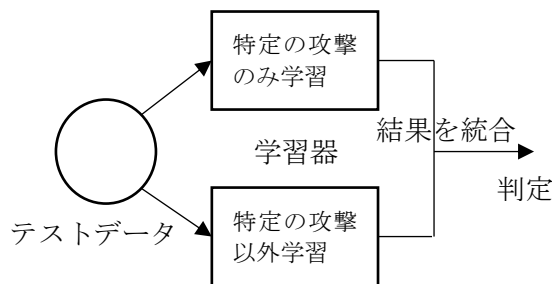 特定の攻撃
のみ学習
結果を統合
学習器
判定
テストデータ
特定の攻撃
以外学習